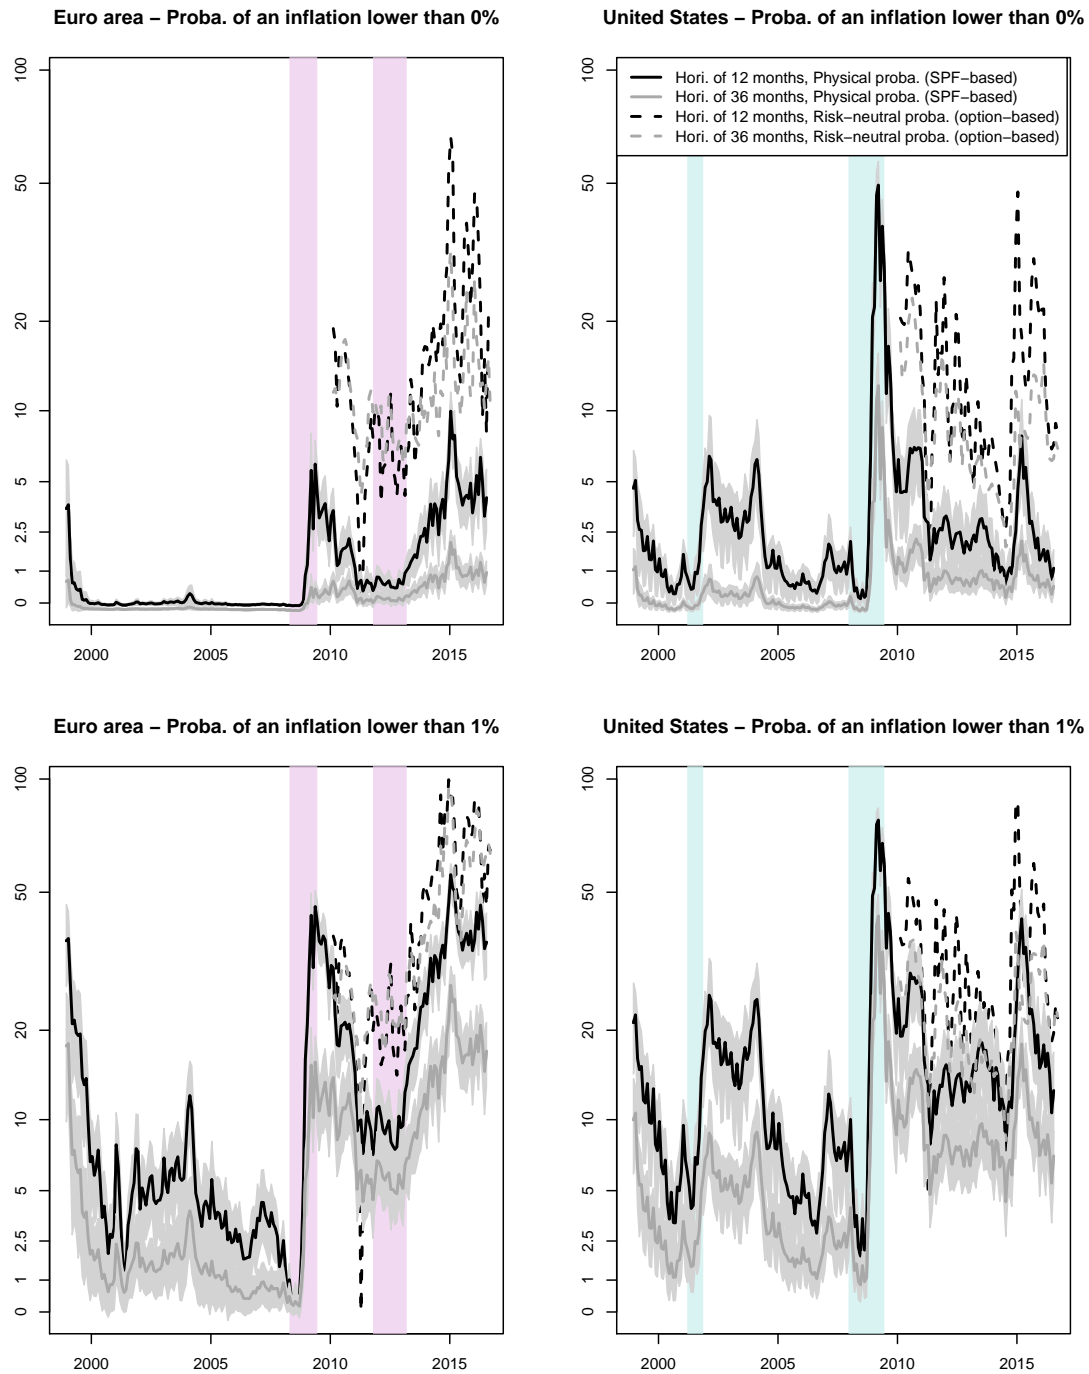 Euro area − Proba. of an inflation lower than 0%
100
50
20
10
5
2.5
1
0
2000 2005 2010 2015
United States − Proba. of an inflation lower than 0%
Hori. of 12 months, Physical proba. (SPF−based)
Hori. of 36 months, Physical proba. (SPF−based)
Hori. of 12 months, Risk−neutral proba. (option−based)
Hori. of 36 months, Risk−neutral proba. (option−based)
100
50
20
10
5
2.5
1
0
2000 2005 2010 2015
Euro area − Proba. of an inflation lower than 1%
100
50
20
10
5
2.5
1
0
2000 2005 2010 2015
United States − Proba. of an inflation lower than 1%
100
50
20
10
5
2.5
1
0
2000 2005 2010 2015